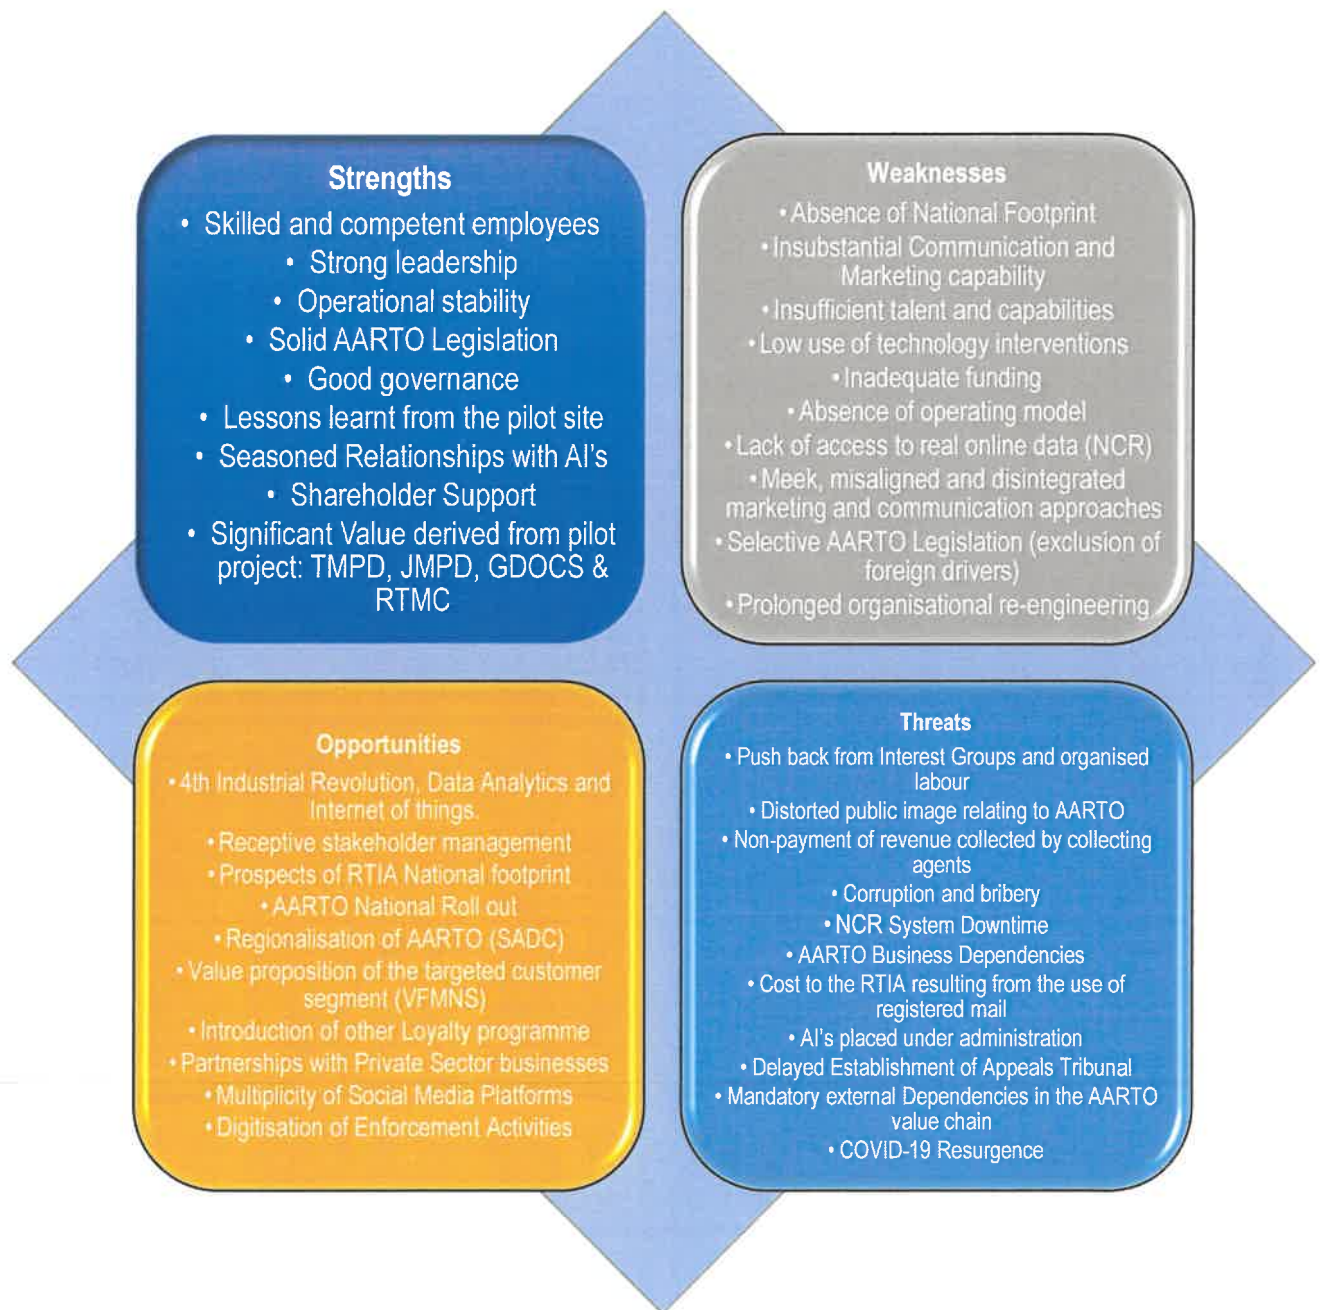 Strengths
• Skilled and competent employees
• Strong leadership
• Operational stability
• Solid AARTO Legislation
• Good governance
• Lessons learnt from the pilot site
• Seasoned Relationships with AI's
• Shareholder Support
• Significant Value derived from pilot
project: TMPD, JMPD, GDOCS &
RTMC
Weaknesses
• Absence of National Footprint
• Insubstantial Communication and
Marketing capability
• Insufficient talent and capabilities
• Low use of technology interventions
• Inadequate funding
• Absence of operating model
• Lack of access to real online data (NCR)
• Meek, misaligned and disintegrated
marketing and communication approaches
• Selective AARTO Legislation (exclusion of
foreign drivers)
• Prolonged organisational re-engineering
Opportunities
• 4th Industrial Revolution, Data Analytics and
Internet of things.
• Receptive stakeholder management
• Prospects of RTIA National footprint
• AARTO National Roll out
• Regionalisation of AARTO (SADC)
• Value proposition of the targeted customer
segment (VFMNS)
• Introduction of other Loyalty programme
• Partnerships with Private Sector businesses
• Multiplicity of Social Media Platforms
• Digitisation of Enforcement Activities
Threats
• Push back from Interest Groups and organised
labour
• Distorted public image relating to AARTO
• Non-payment of revenue collected by collecting
agents
• Corruption and bribery
• NCR System Downtime
• AARTO Business Dependencies
• Cost to the RTIA resulting from the use of
registered mail
• AI's placed under administration
• Delayed Establishment of Appeals Tribunal
• Mandatory external Dependencies in the AARTO
value chain
• COVID-19 Resurgence